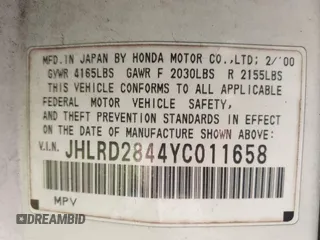 MFD.IN JAPAN BY HONDA MOTOR CO.,LTD; 2/'00
GVWR 4165LBS GAWR F 2030LBS R 2155LBS
THIS VEHICLE CONFORMS TO ALL APPLICABLE
FEDERAL MOTOR VEHICLE SAFETY,
AND THEFT PREVENTION STANDARDS IN EFFECT
ON THE DATE OF MANUFACTURE SHOWN ABOVE:
V.I.N. JHLRD2844YC011658
MPV
DREAMBID